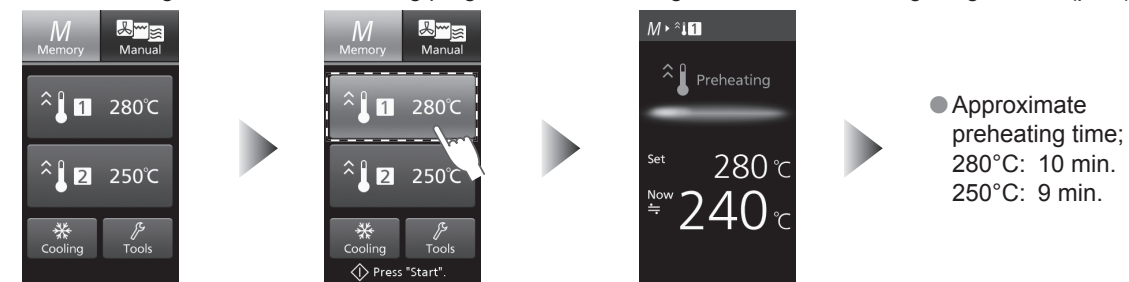 M
Memory
Manual
1 280℃
2 250℃
Cooling
Tools
M
Memory
Manual
1 280℃
2 250℃
Cooling
Tools
Press "Start".
M 1
Preheating
Set 280℃
Now ≒ 240℃
Approximate
preheating time;
280°C: 10 min.
250°C: 9 min.